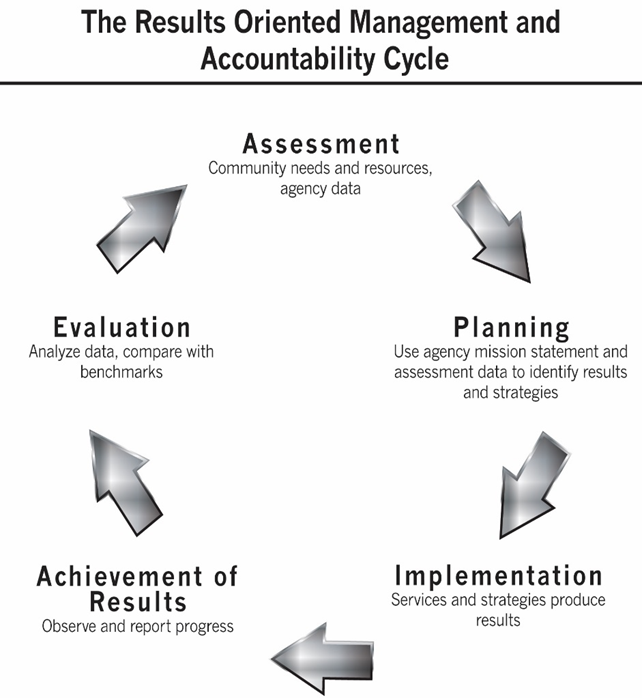 The Results Oriented Management and
Accountability Cycle
Assessment
Community needs and resources,
agency data
Planning
Use agency mission statement and
assessment data to identify results
and strategies
Implementation
Services and strategies produce
results
Achievement of
Results
Observe and report progress
Evaluation
Analyze data, compare with
benchmarks